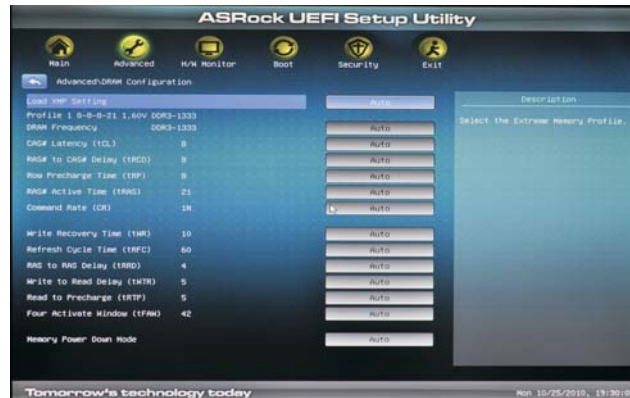 ASRock UEFI Setup Utility
Main Advanced H/W Monitor Boot Security Exit
Advanced\DRAM Configuration
Load XMP Setting Auto
Profile 1 8-8-8-21 1.60V DDR3-1333
DRAM Frequency DDR3-1333 Auto
CAS# Latency (tCL) 8 Auto
RAS# to CAS# Delay (tRCD) 8 Auto
Row Precharge Time (tRP) 8 Auto
RAS# Active Time (tRAS) 21 Auto
Command Rate (CR) 1N Auto
Write Recovery Time (tWR) 10 Auto
Refresh Cycle Time (tRFC) 60 Auto
RAS to RAS Delay (tRRD) 4 Auto
Write to Read Delay (tWTR) 5 Auto
Read to Precharge (tRTP) 5 Auto
Four Activate Window (tFAW) 42 Auto
Memory Power Down Mode Auto
Description
Select the Extreme Memory Profile.
Tomorrow's technology today
Mon 10/25/2010,